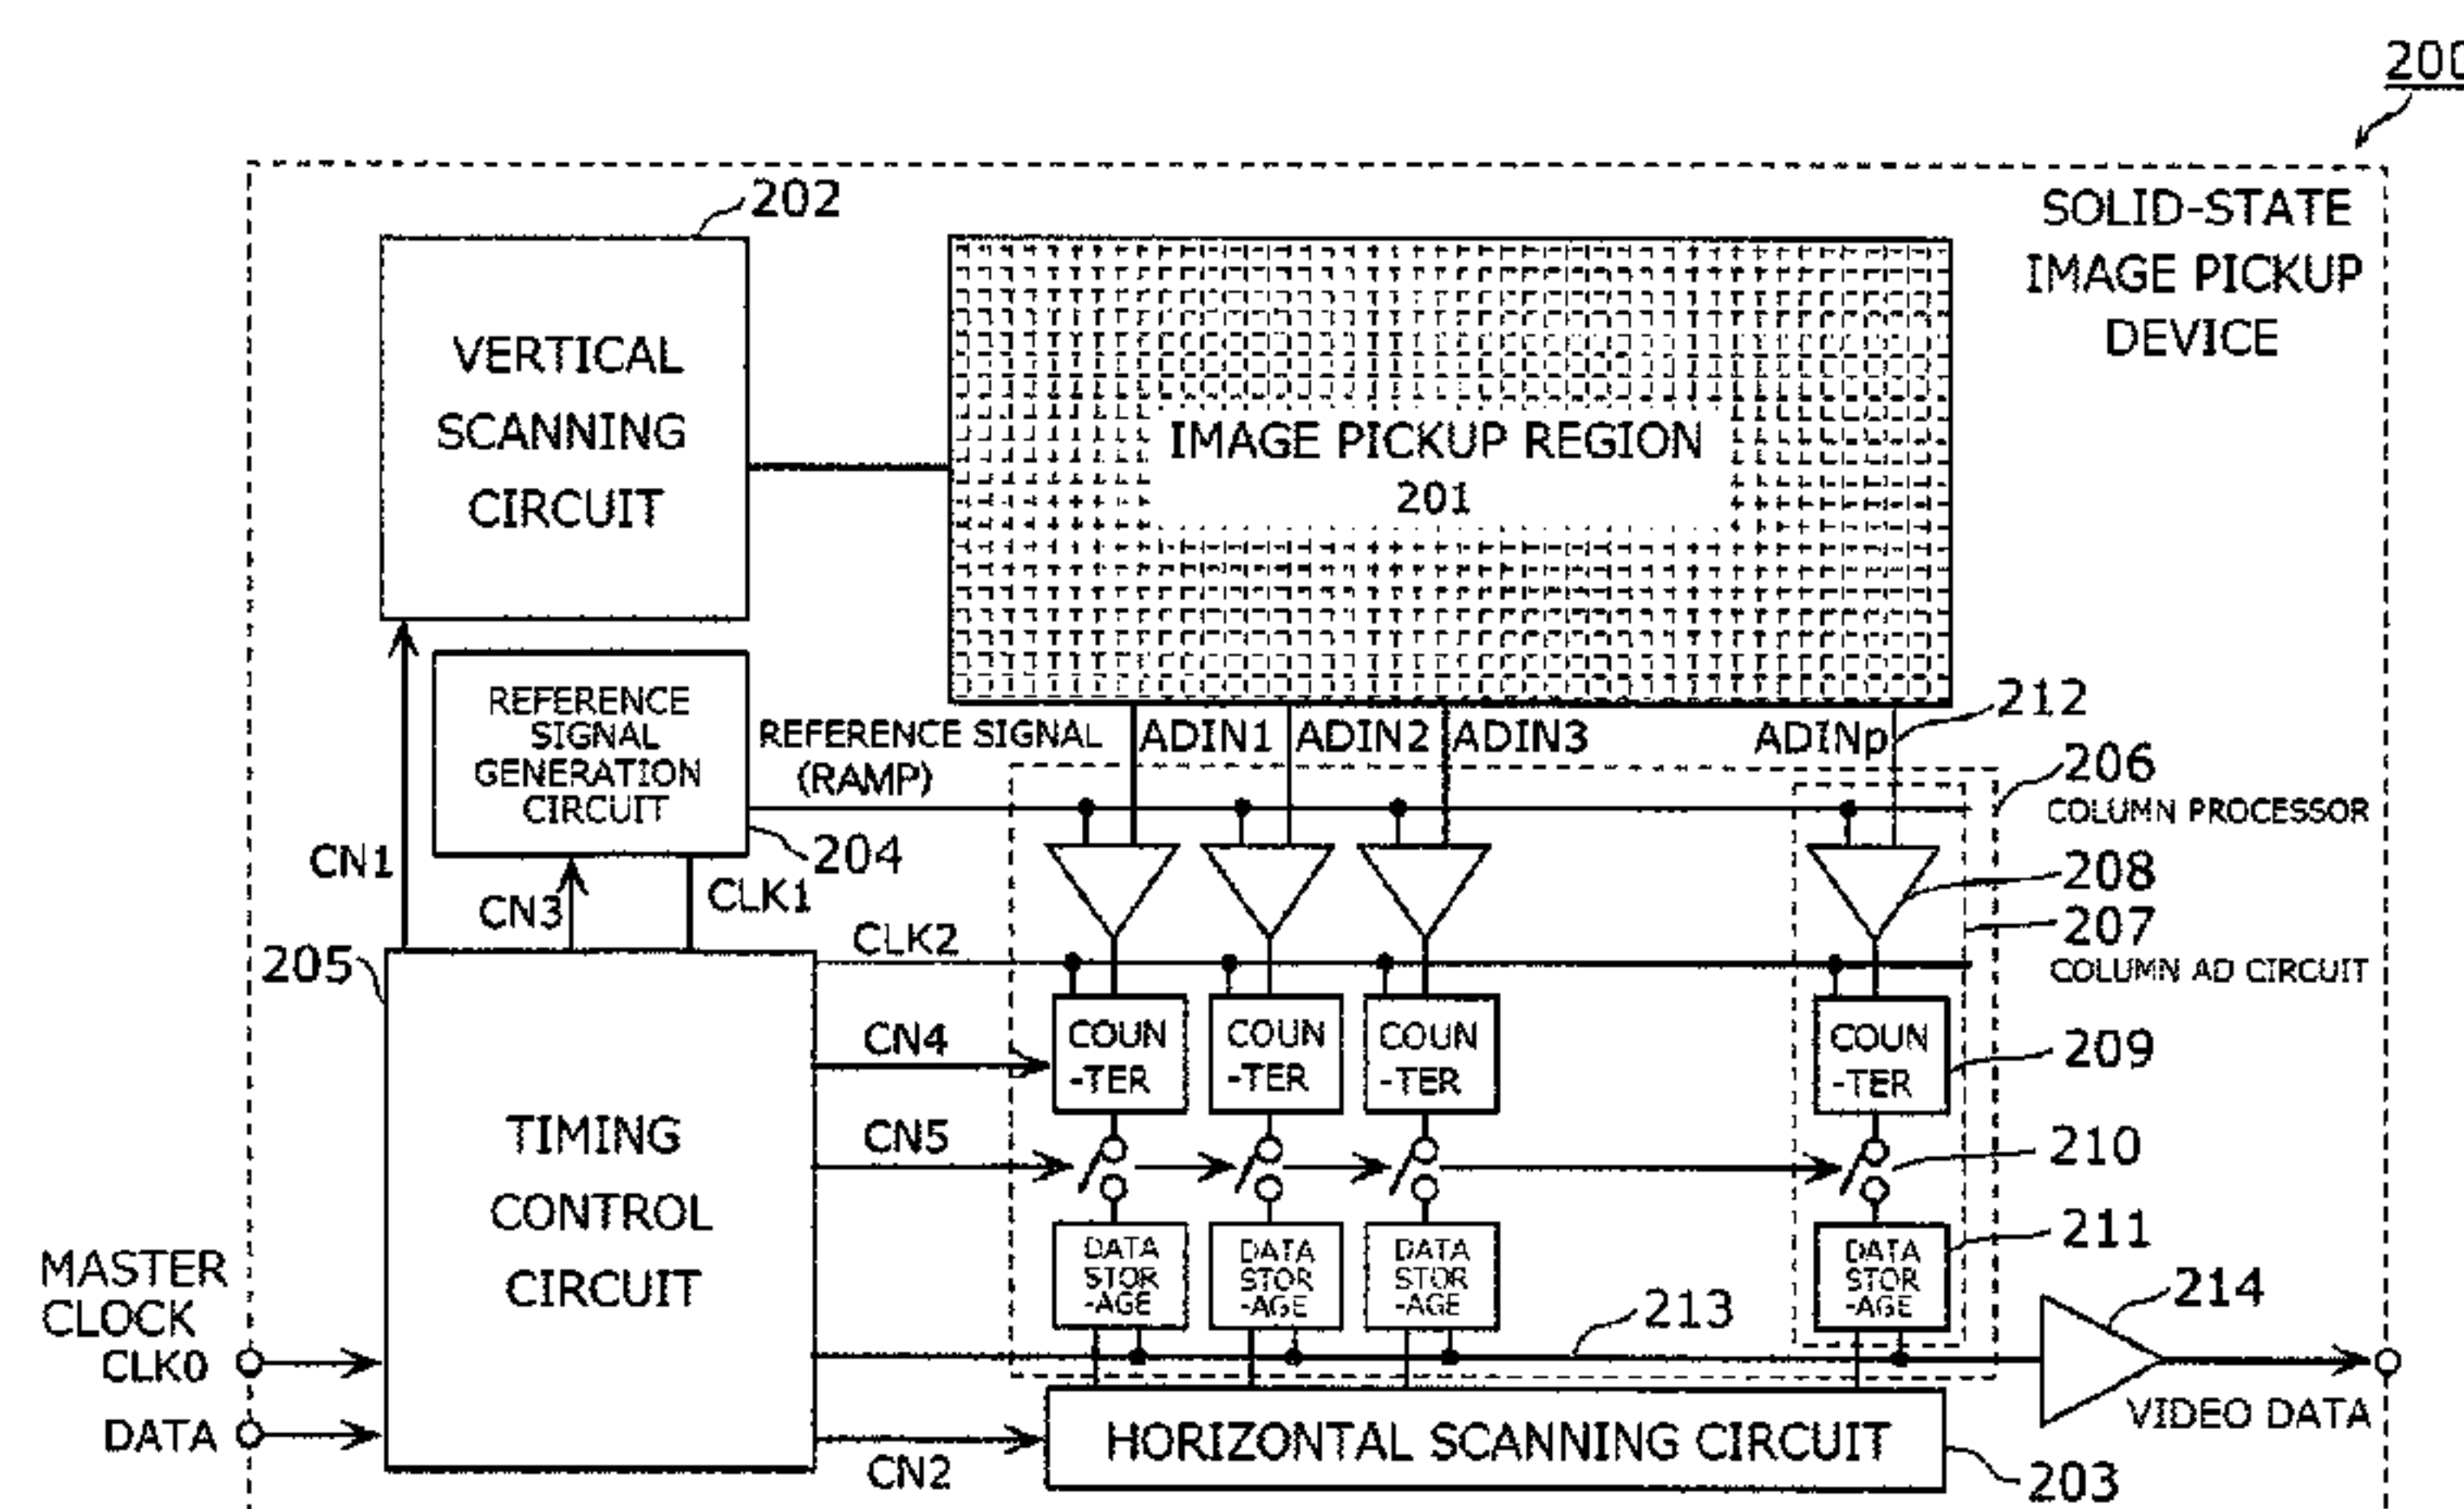 200
SOLID-STATE
IMAGE PICKUP
DEVICE
202
VERTICAL
SCANNING
CIRCUIT
IMAGE PICKUP REGION
201
REFERENCE
SIGNAL
GENERATION
CIRCUIT
204
REFERENCE SIGNAL
(RAMP)
ADIN1
ADIN2
ADIN3
ADINp
212
206
COLUMN PROCESSOR
208
207
COLUMN AD CIRCUIT
CN1
CN3
CLK1
CLK2
205
TIMING
CONTROL
CIRCUIT
CN4
COUN
-TER
COUN
-TER
COUN
-TER
COUN
-TER
209
CN5
210
DATA
STOR
-AGE
DATA
STOR
-AGE
DATA
STOR
-AGE
DATA
STOR
-AGE
211
213
214
MASTER
CLOCK
CLK0
DATA
VIDEO DATA
CN2
HORIZONTAL SCANNING CIRCUIT
203